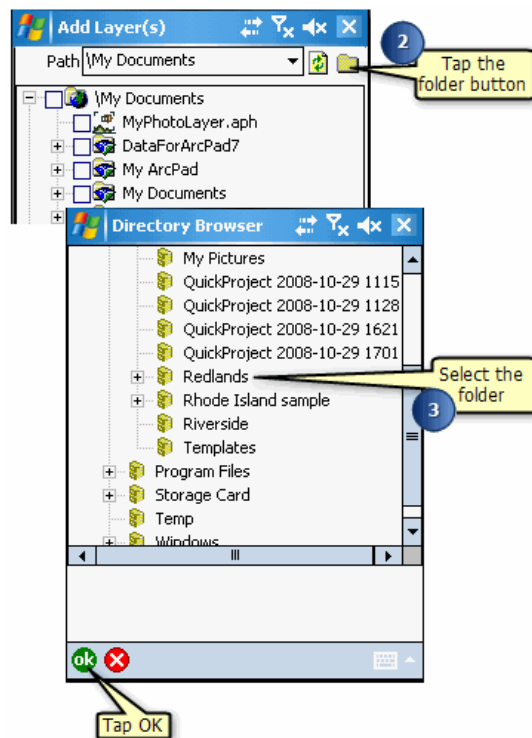 Add Layer(s)
Path \My Documents
2
Tap the
folder button
\My Documents
MyPhotoLayer.aph
DataForArcPad7
My ArcPad
My Documents
Directory Browser
My Pictures
QuickProject 2008-10-29 1115
QuickProject 2008-10-29 1128
QuickProject 2008-10-29 1621
QuickProject 2008-10-29 1701
Redlands
Select the
folder
3
Rhode Island sample
Riverside
Templates
Program Files
Storage Card
Temp
Windows
ok
Tap OK